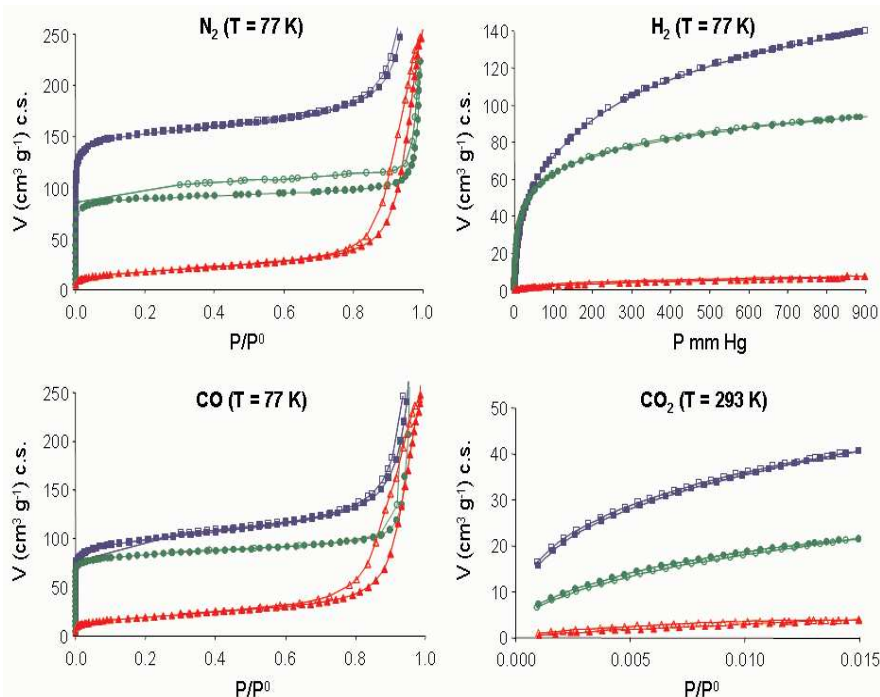 N₂ (T = 77 K)
V (cm³ g⁻¹) c.s.
250
200
150
100
50
0
0.0 0.2 0.4 0.6 0.8 1.0
P/P⁰
H₂ (T = 77 K)
V (cm³ g⁻¹) c.s.
140
120
100
80
60
40
20
0
0 100 200 300 400 500 600 700 800 900
P mm Hg
CO (T = 77 K)
V (cm³ g⁻¹) c.s.
250
200
150
100
50
0
0.0 0.2 0.4 0.6 0.8 1.0
P/P⁰
CO₂ (T = 293 K)
V (cm³ g⁻¹) c.s.
50
40
30
20
10
0
0.000 0.005 0.010 0.015
P/P⁰